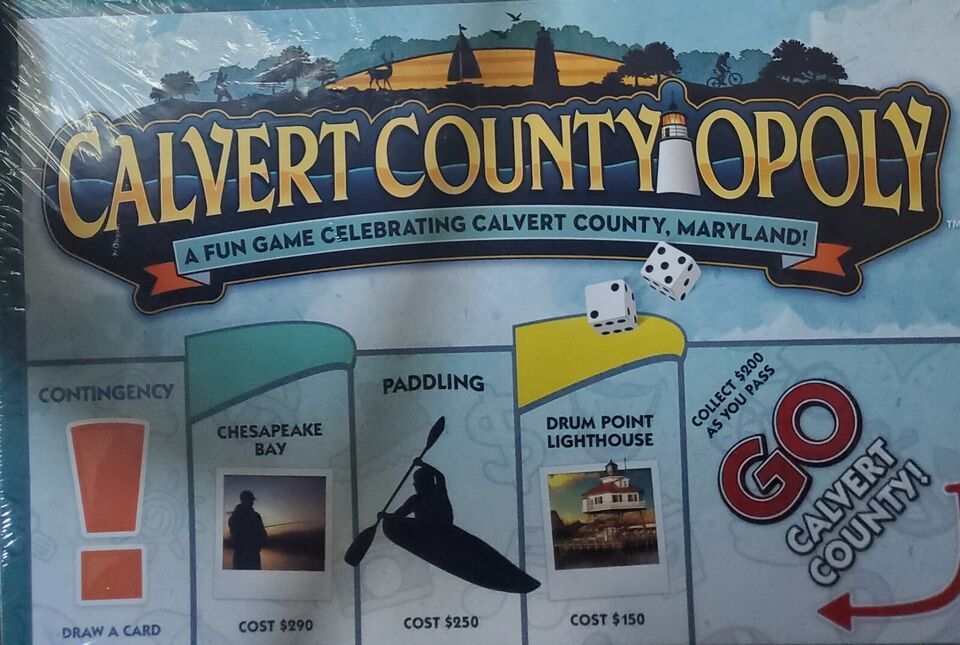 CALVERT COUNTY OPOLY
TM
A FUN GAME CELEBRATING CALVERT COUNTY, MARYLAND!
CONTINGENCY
!
DRAW A CARD
CHESAPEAKE
BAY
COST $290
PADDLING
COST $250
DRUM POINT
LIGHTHOUSE
COST $150
COLLECT $200
AS YOU PASS
GO
CALVERT
COUNTY!